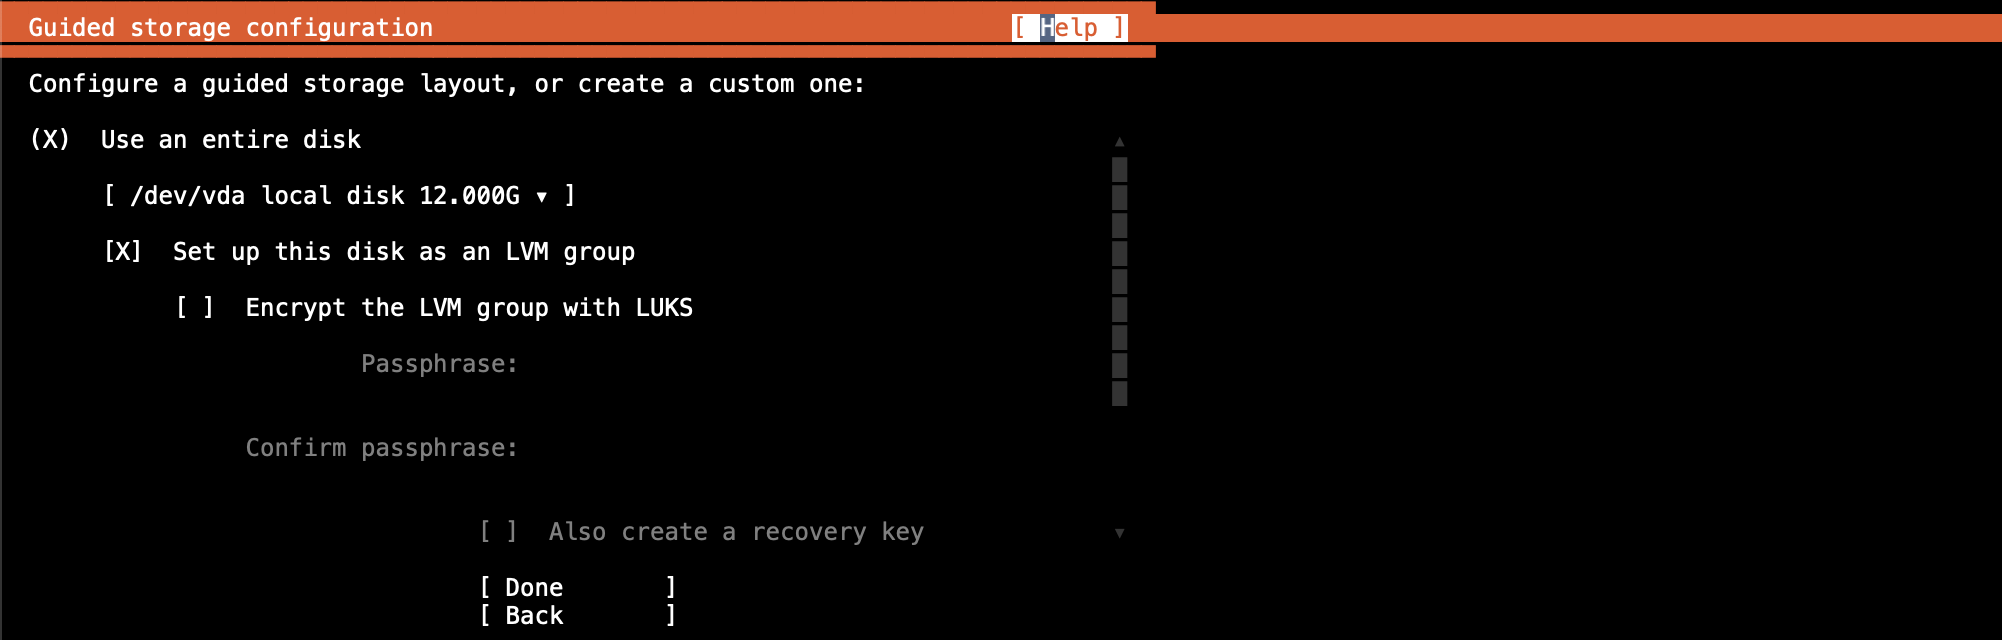 Guided storage configuration [ Help ]
Configure a guided storage layout, or create a custom one:
(X) Use an entire disk
[ /dev/vda local disk 12.000G ▾ ]
[X] Set up this disk as an LVM group
[ ] Encrypt the LVM group with LUKS
Passphrase:
Confirm passphrase:
[ ] Also create a recovery key
[ Done ]
[ Back ]